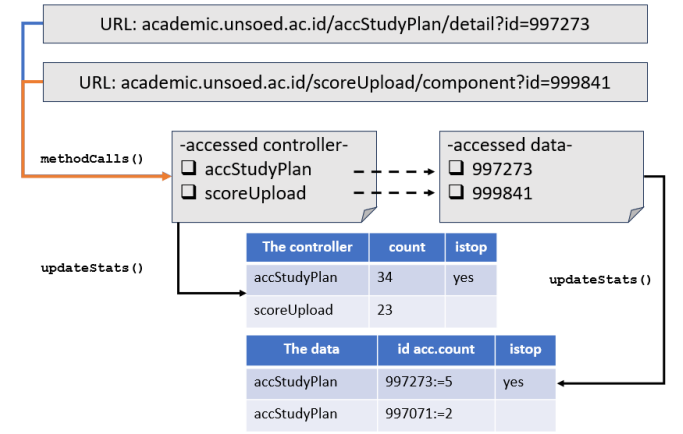 URL: academic.unsoed.ac.id/accStudyPlan/detail?id=997273
URL: academic.unsoed.ac.id/scoreUpload/component?id=999841
methodCalls()
-accessed controller-
accStudyPlan
scoreUpload
-accessed data-
997273
999841
updateStats()
updateStats()
The controller count istop
accStudyPlan 34 yes
scoreUpload 23
The data id acc.count istop
accStudyPlan 997273:=5 yes
accStudyPlan 997071:=2